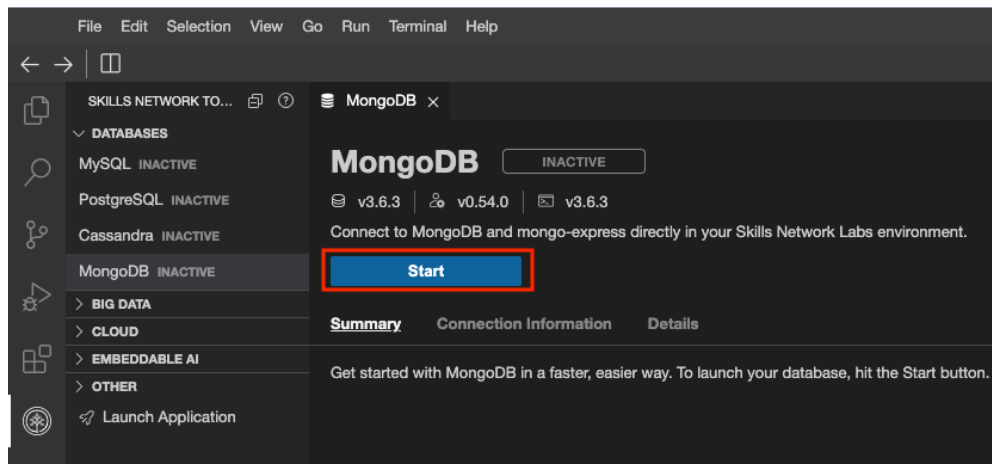 File Edit Selection View Go Run Terminal Help
SKILLS NETWORK TO...
MongoDB
DATABASES
MySQL INACTIVE
PostgreSQL INACTIVE
Cassandra INACTIVE
MongoDB INACTIVE
BIG DATA
CLOUD
EMBEDDABLE AI
OTHER
Launch Application
MongoDB INACTIVE
v3.6.3 v0.54.0 v3.6.3
Connect to MongoDB and mongo-express directly in your Skills Network Labs environment.
Start
Summary Connection Information Details
Get started with MongoDB in a faster, easier way. To launch your database, hit the Start button.